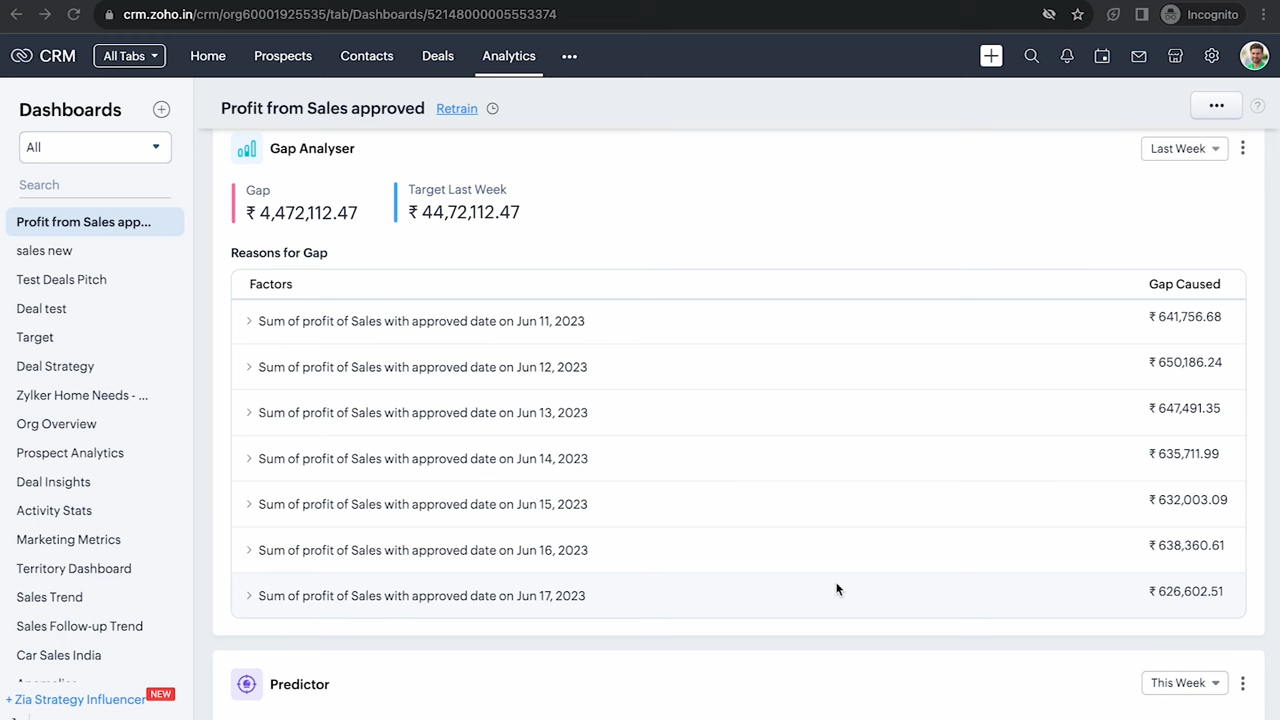 crm.zoho.in/crm/org60001925535/tab/Dashboards/52148000005553374
Incognito
CRM
All Tabs
Home
Prospects
Contacts
Deals
Analytics
Dashboards
All
Search
Profit from Sales app...
sales new
Test Deals Pitch
Deal test
Target
Deal Strategy
Zylker Home Needs - ...
Org Overview
Prospect Analytics
Deal Insights
Activity Stats
Marketing Metrics
Territory Dashboard
Sales Trend
Sales Follow-up Trend
Car Sales India
+ Zia Strategy Influencer NEW
Profit from Sales approved Retrain
...
?
Gap Analyser
Last Week
Gap
₹ 4,472,112.47
Target Last Week
₹ 44,72,112.47
Reasons for Gap
Factors Gap Caused
Sum of profit of Sales with approved date on Jun 11, 2023 ₹ 641,756.68
Sum of profit of Sales with approved date on Jun 12, 2023 ₹ 650,186.24
Sum of profit of Sales with approved date on Jun 13, 2023 ₹ 647,491.35
Sum of profit of Sales with approved date on Jun 14, 2023 ₹ 635,711.99
Sum of profit of Sales with approved date on Jun 15, 2023 ₹ 632,003.09
Sum of profit of Sales with approved date on Jun 16, 2023 ₹ 638,360.61
Sum of profit of Sales with approved date on Jun 17, 2023 ₹ 626,602.51
Predictor
This Week